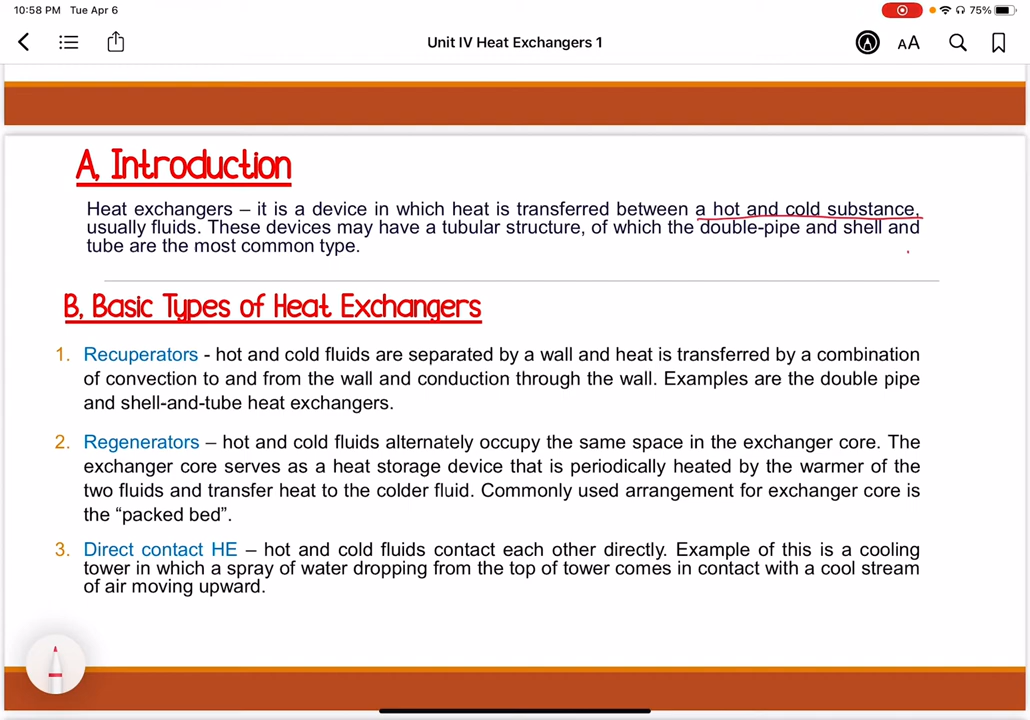 10:58 PM Tue Apr 6
75%
Unit IV Heat Exchangers 1
AA
A. Introduction
Heat exchangers – it is a device in which heat is transferred between a hot and cold substance,
usually fluids. These devices may have a tubular structure, of which the double-pipe and shell and
tube are the most common type.
B. Basic Types of Heat Exchangers
1. Recuperators - hot and cold fluids are separated by a wall and heat is transferred by a combination
of convection to and from the wall and conduction through the wall. Examples are the double pipe
and shell-and-tube heat exchangers.
2. Regenerators – hot and cold fluids alternately occupy the same space in the exchanger core. The
exchanger core serves as a heat storage device that is periodically heated by the warmer of the
two fluids and transfer heat to the colder fluid. Commonly used arrangement for exchanger core is
the “packed bed”.
3. Direct contact HE – hot and cold fluids contact each other directly. Example of this is a cooling
tower in which a spray of water dropping from the top of tower comes in contact with a cool stream
of air moving upward.